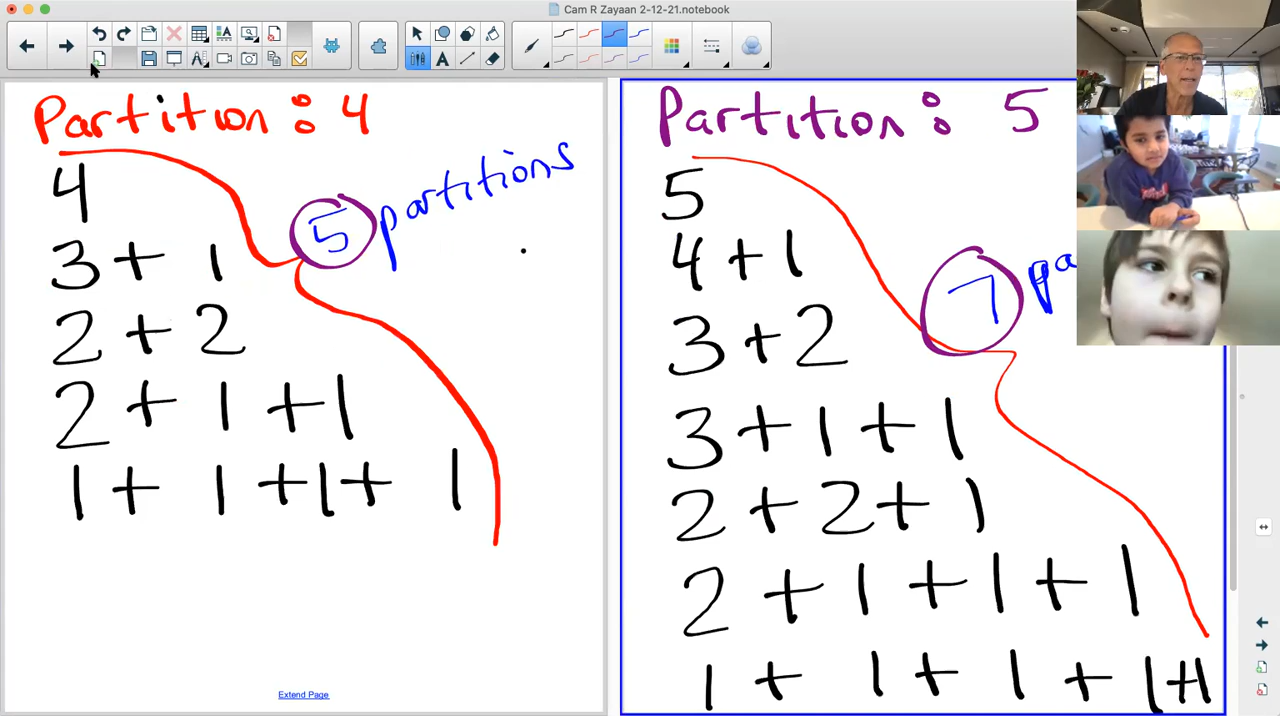 Cam R Zayaan 2-12-21.notebook
Partition : 4
4
3 + 1
2 + 2
2 + 1 + 1
1 + 1 + 1 + 1
5 partitions
Extend Page
Partition : 5
5
4 + 1
3 + 2
3 + 1 + 1
2 + 2 + 1
2 + 1 + 1 + 1
1 + 1 + 1 + 1 + 1
7 pa